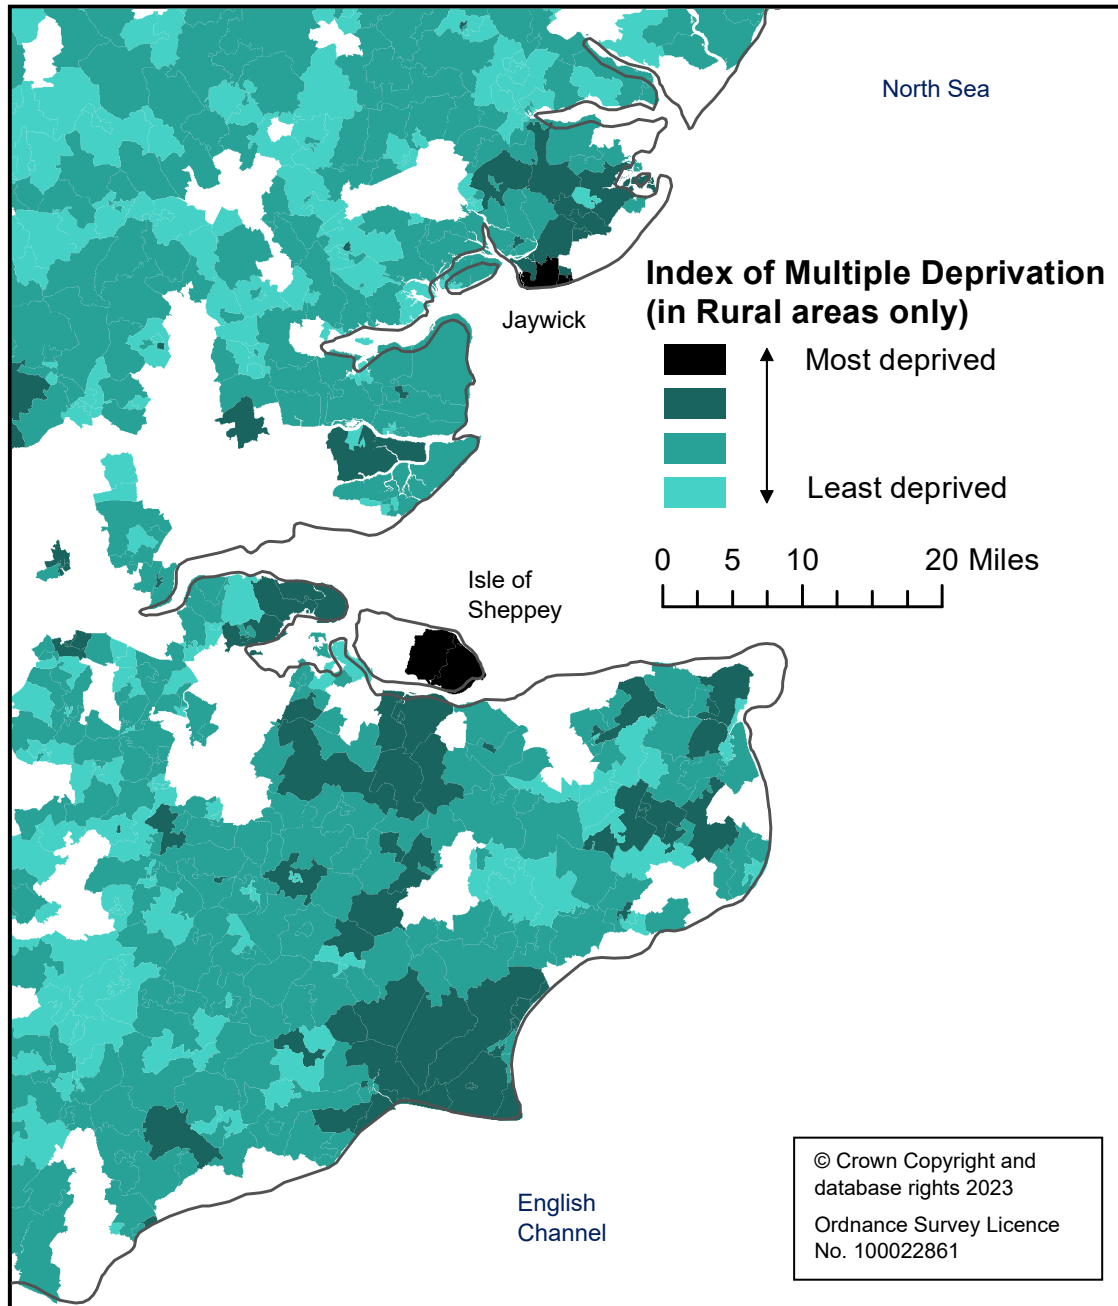 North Sea
Index of Multiple Deprivation
(in Rural areas only)
Most deprived
Least deprived
Jaywick
0 5 10 20 Miles
Isle of
Sheppey
English
Channel
© Crown Copyright and
database rights 2023
Ordnance Survey Licence
No. 100022861